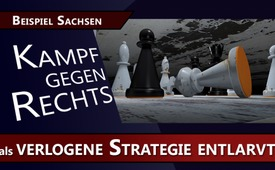 BEISPIEL SACHSEN
KAMPF
GEGEN
RECHTS
als VERLOGENE STRATEGIE ENTLARVT